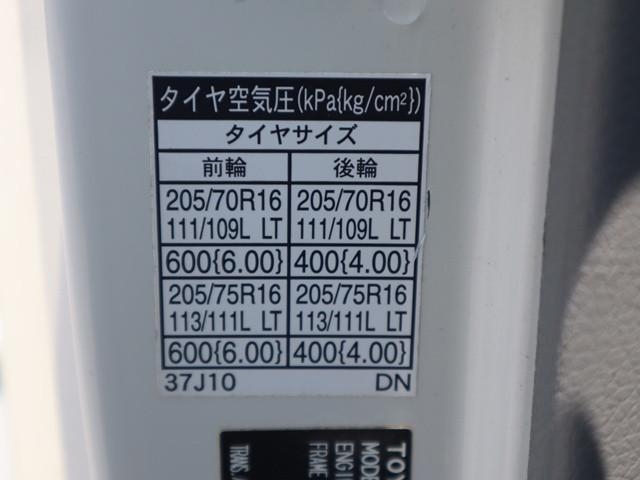 タイヤ空気圧(kPa{kg/cm²})
タイヤサイズ
前輪 後輪
205/70R16 205/70R16
111/109L LT 111/109L LT
600{6.00} 400{4.00}
205/75R16 205/75R16
113/111L LT 113/111L LT
600{6.00} 400{4.00}
37J10 DN
TOY
MODE
ENGI
FRAME
TRANS.